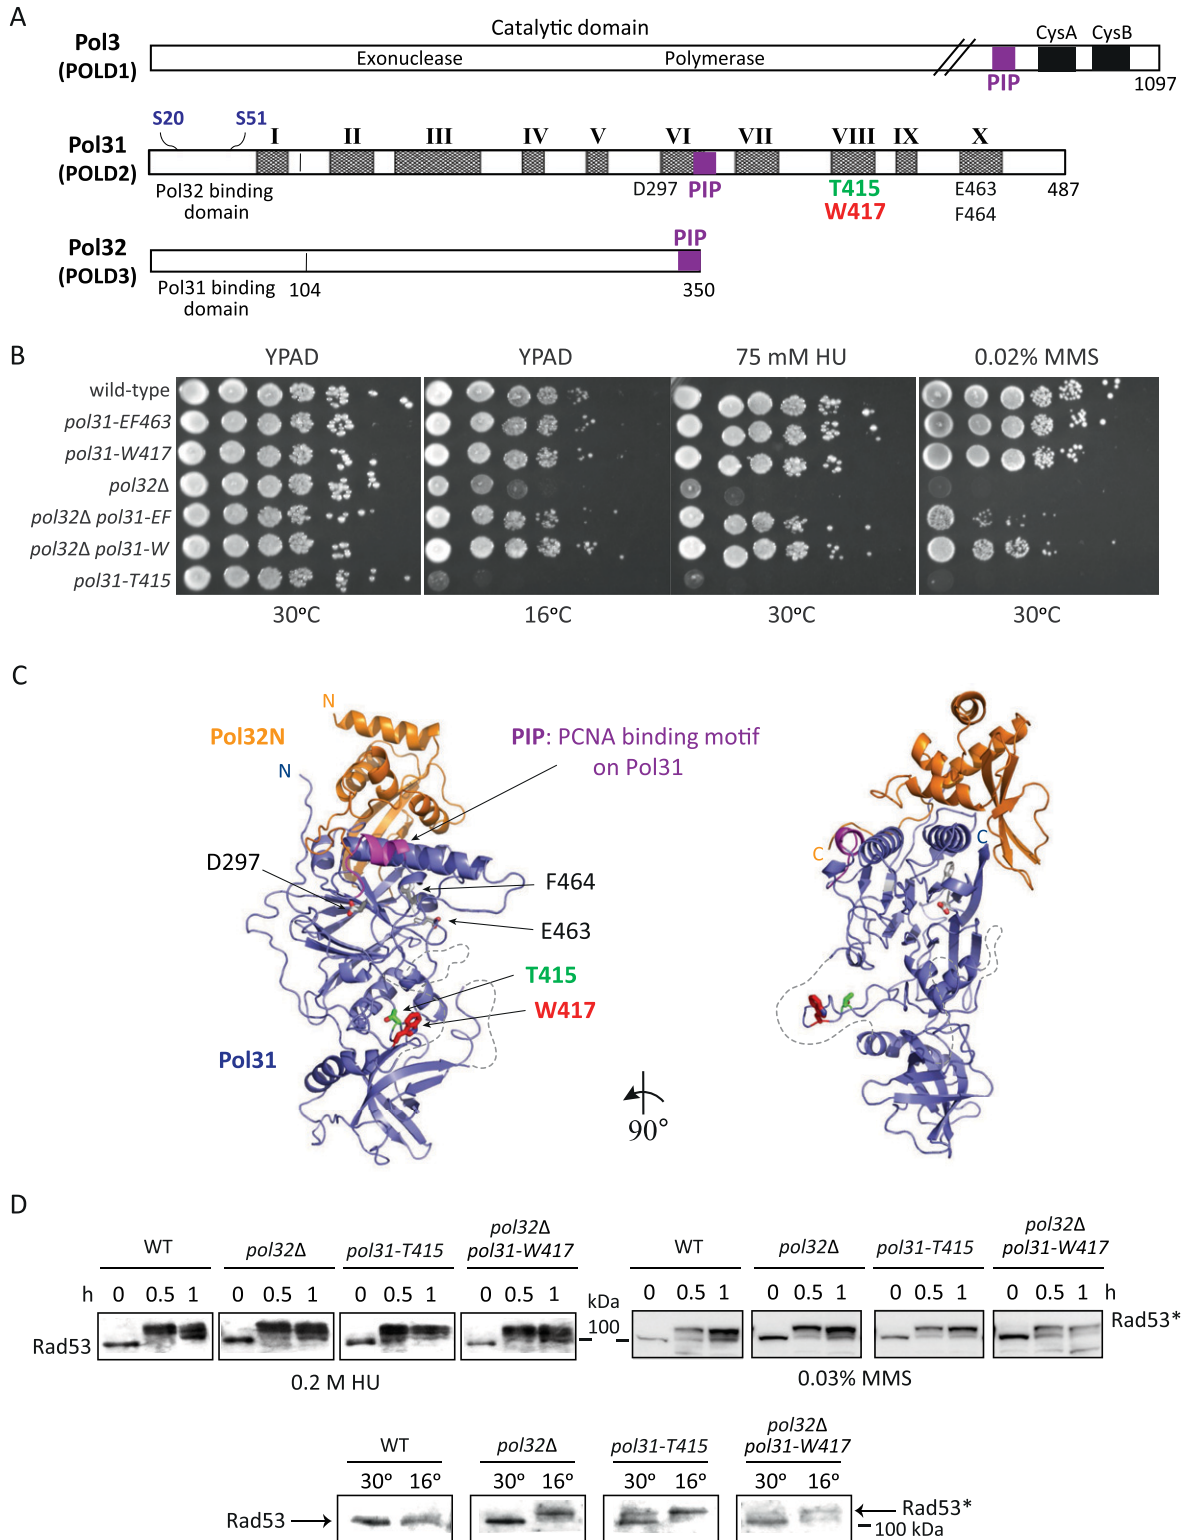 A
Catalytic domain
Pol3
(POLD1)
Exonuclease
Polymerase
CysA
CysB
PIP
1097
S20
S51
I
II
III
IV
V
VI
VII
VIII
IX
X
Pol31
(POLD2)
Pol32 binding
domain
D297
PIP
T415
W417
E463
F464
487
PIP
Pol32
(POLD3)
Pol31 binding
domain
104
350
B
YPAD
YPAD
75 mM HU
0.02% MMS
wild-type
pol31-EF463
pol31-W417
pol32Δ
pol32Δ pol31-EF
pol32Δ pol31-W
pol31-T415
30°C
16°C
30°C
30°C
C
N
Pol32N
N
PIP: PCNA binding motif
on Pol31
D297
F464
E463
T415
W417
Pol31
C
C
90°
D
WT
pol32Δ
pol31-T415
pol32Δ
pol31-W417
WT
pol32Δ
pol31-T415
pol32Δ
pol31-W417
h
0 0.5 1
0 0.5 1
0 0.5 1
0 0.5 1
kDa
100
0 0.5 1
0 0.5 1
0 0.5 1
0 0.5 1
h
Rad53
Rad53*
0.2 M HU
0.03% MMS
WT
pol32Δ
pol31-T415
pol32Δ
pol31-W417
30° 16°
30° 16°
30° 16°
30° 16°
Rad53
Rad53*
100 kDa